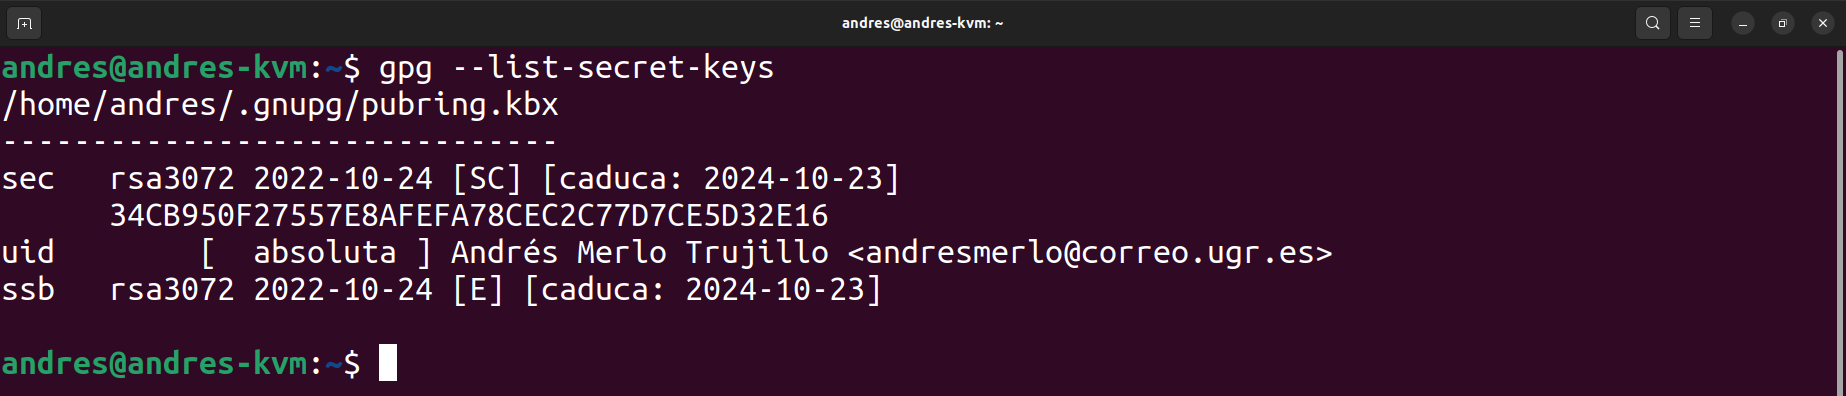 andres@andres-kvm: ~
andres@andres-kvm:~$ gpg --list-secret-keys
/home/andres/.gnupg/pubring.kbx
-------------------------------
sec   rsa3072 2022-10-24 [SC] [caduca: 2024-10-23]
      34CB950F27557E8AFEFA78CEC2C77D7CE5D32E16
uid        [  absoluta ] Andrés Merlo Trujillo <andresmerlo@correo.ugr.es>
ssb   rsa3072 2022-10-24 [E] [caduca: 2024-10-23]
andres@andres-kvm:~$